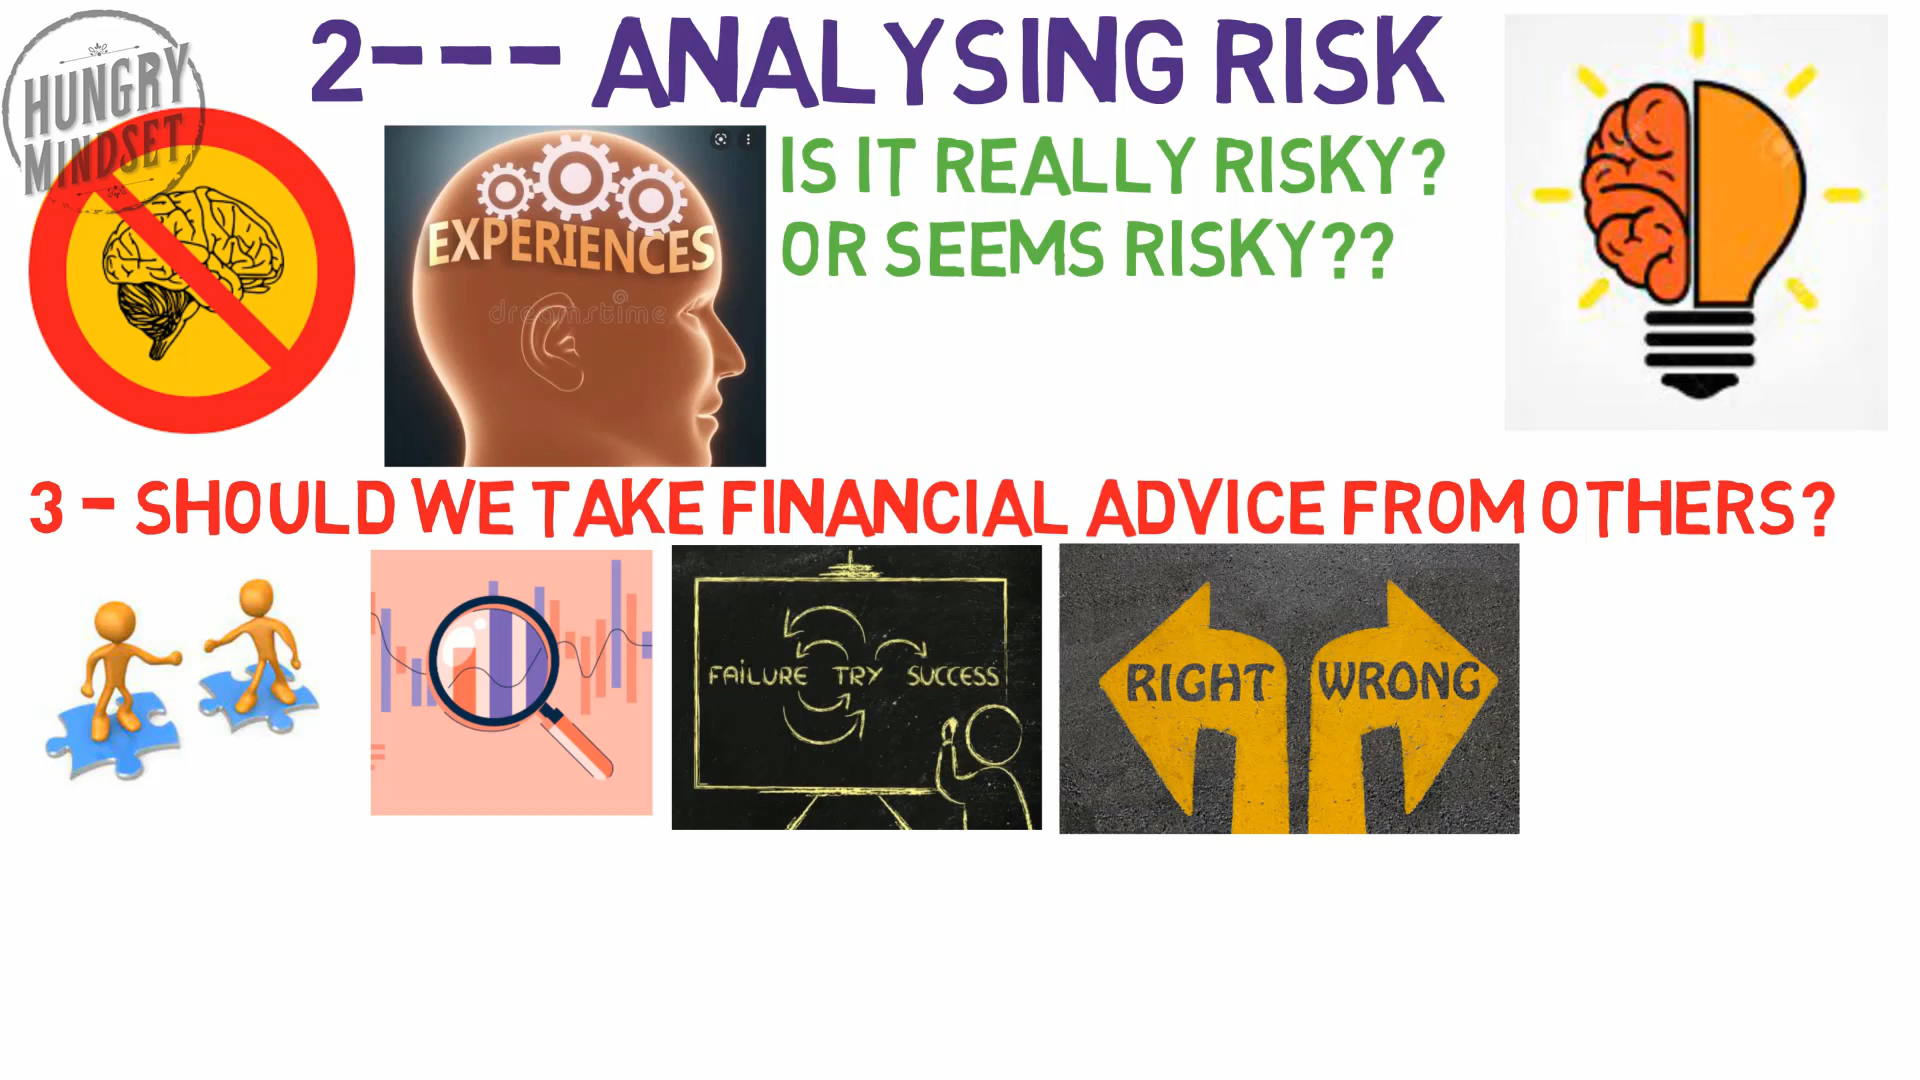 HUNGRY
MINDSET
2--- ANALYSING RISK
EXPERIENCES
dreamstime.
IS IT REALLY RISKY?
OR SEEMS RISKY??
3 - SHOULD WE TAKE FINANCIAL ADVICE FROM OTHERS?
FAILURE TRY SUCCESS
RIGHT WRONG